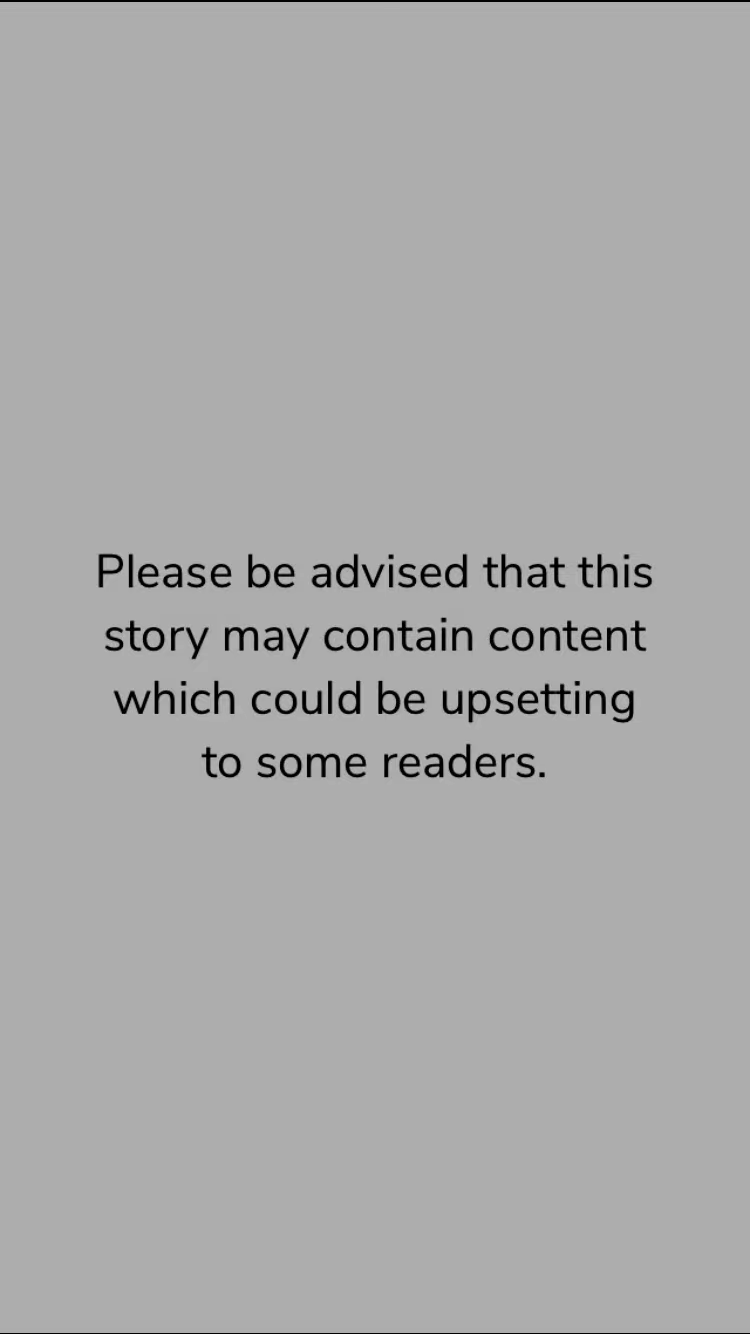 Please be advised that this
story may contain content
which could be upsetting
to some readers.